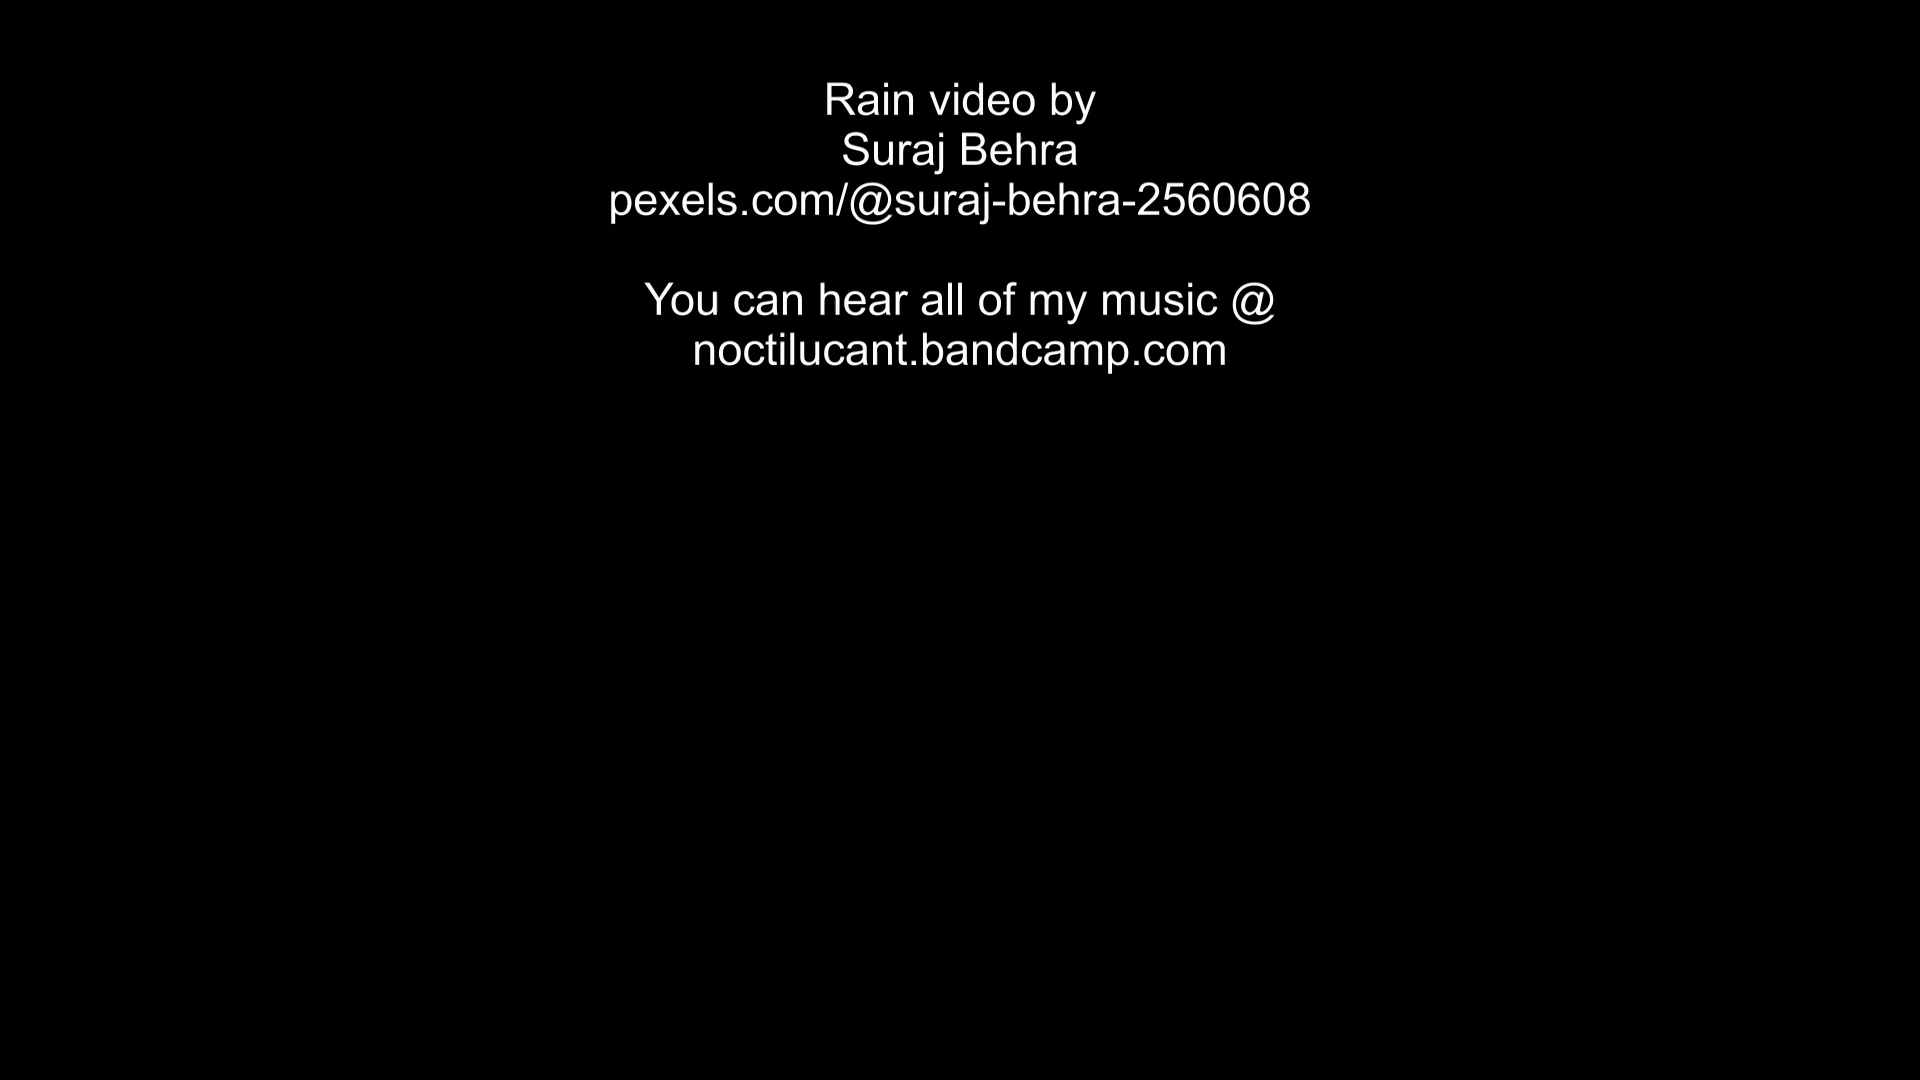 Rain video by
Suraj Behra
pexels.com/@suraj-behra-2560608
You can hear all of my music @
noctilucant.bandcamp.com